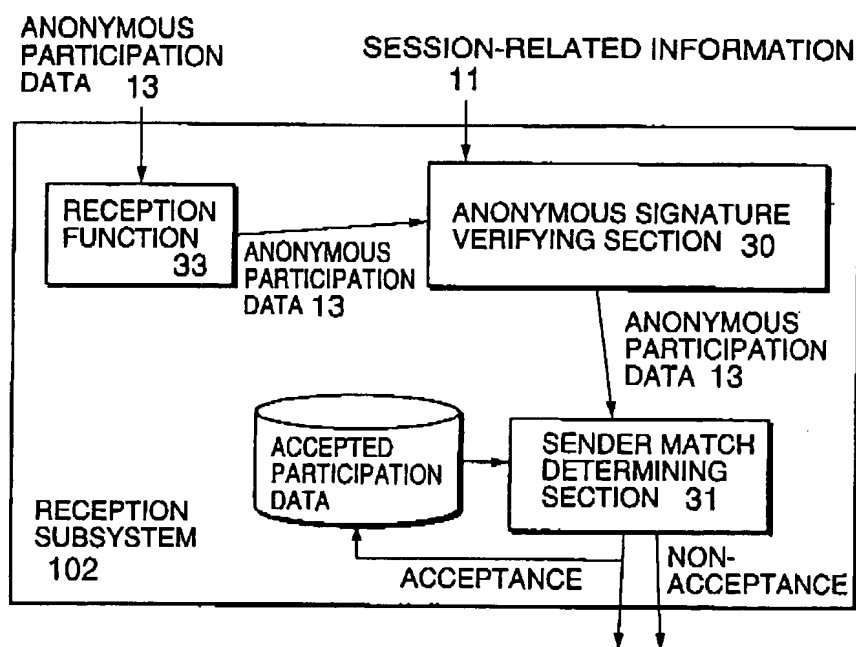 ANONYMOUS
PARTICIPATION
DATA 13
SESSION-RELATED INFORMATION
11
RECEPTION
FUNCTION
33
ANONYMOUS
PARTICIPATION
DATA 13
ANONYMOUS SIGNATURE
VERIFYING SECTION 30
ANONYMOUS
PARTICIPATION
DATA 13
ACCEPTED
PARTICIPATION
DATA
SENDER MATCH
DETERMINING
SECTION 31
RECEPTION
SUBSYSTEM
102
ACCEPTANCE
NON-
ACCEPTANCE